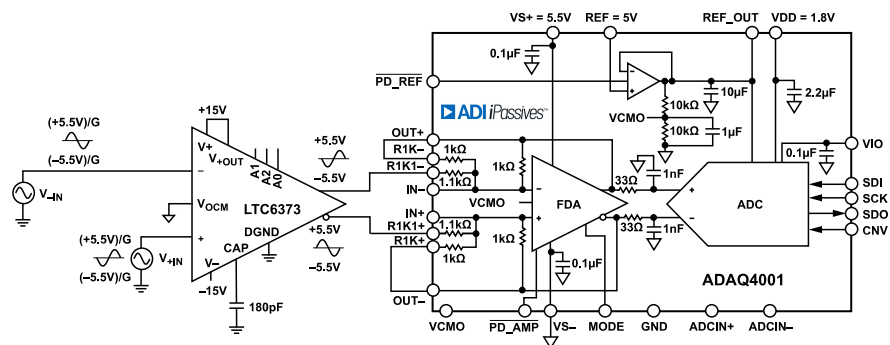 VS+ = 5.5V
REF = 5V
REF_OUT
VDD = 1.8V
0.1µF
PD_REF
10µF
2.2µF
10kΩ
VCMO
10kΩ
1µF
ADI iPassives™
VIO
0.1µF
+15V
(+5.5V)/G
(–5.5V)/G
V+
V+OUT
A1
A2
A0
+5.5V
–5.5V
OUT+
R1K–
1kΩ
R1K1–
1.1kΩ
IN–
1kΩ
33Ω
1nF
V–IN
–
VOCM
LTC6373
VCMO
–
FDA
+
ADC
+
–
SDI
SCK
SDO
CNV
IN+
R1K1+
1.1kΩ
R1K+
1kΩ
1kΩ
33Ω
1nF
(+5.5V)/G
(–5.5V)/G
V+IN
+
CAP
DGND
V–
–15V
180pF
+5.5V
–5.5V
0.1µF
OUT–
ADAQ4001
VCMO
PD_AMP
VS–
MODE
GND
ADCIN+
ADCIN–